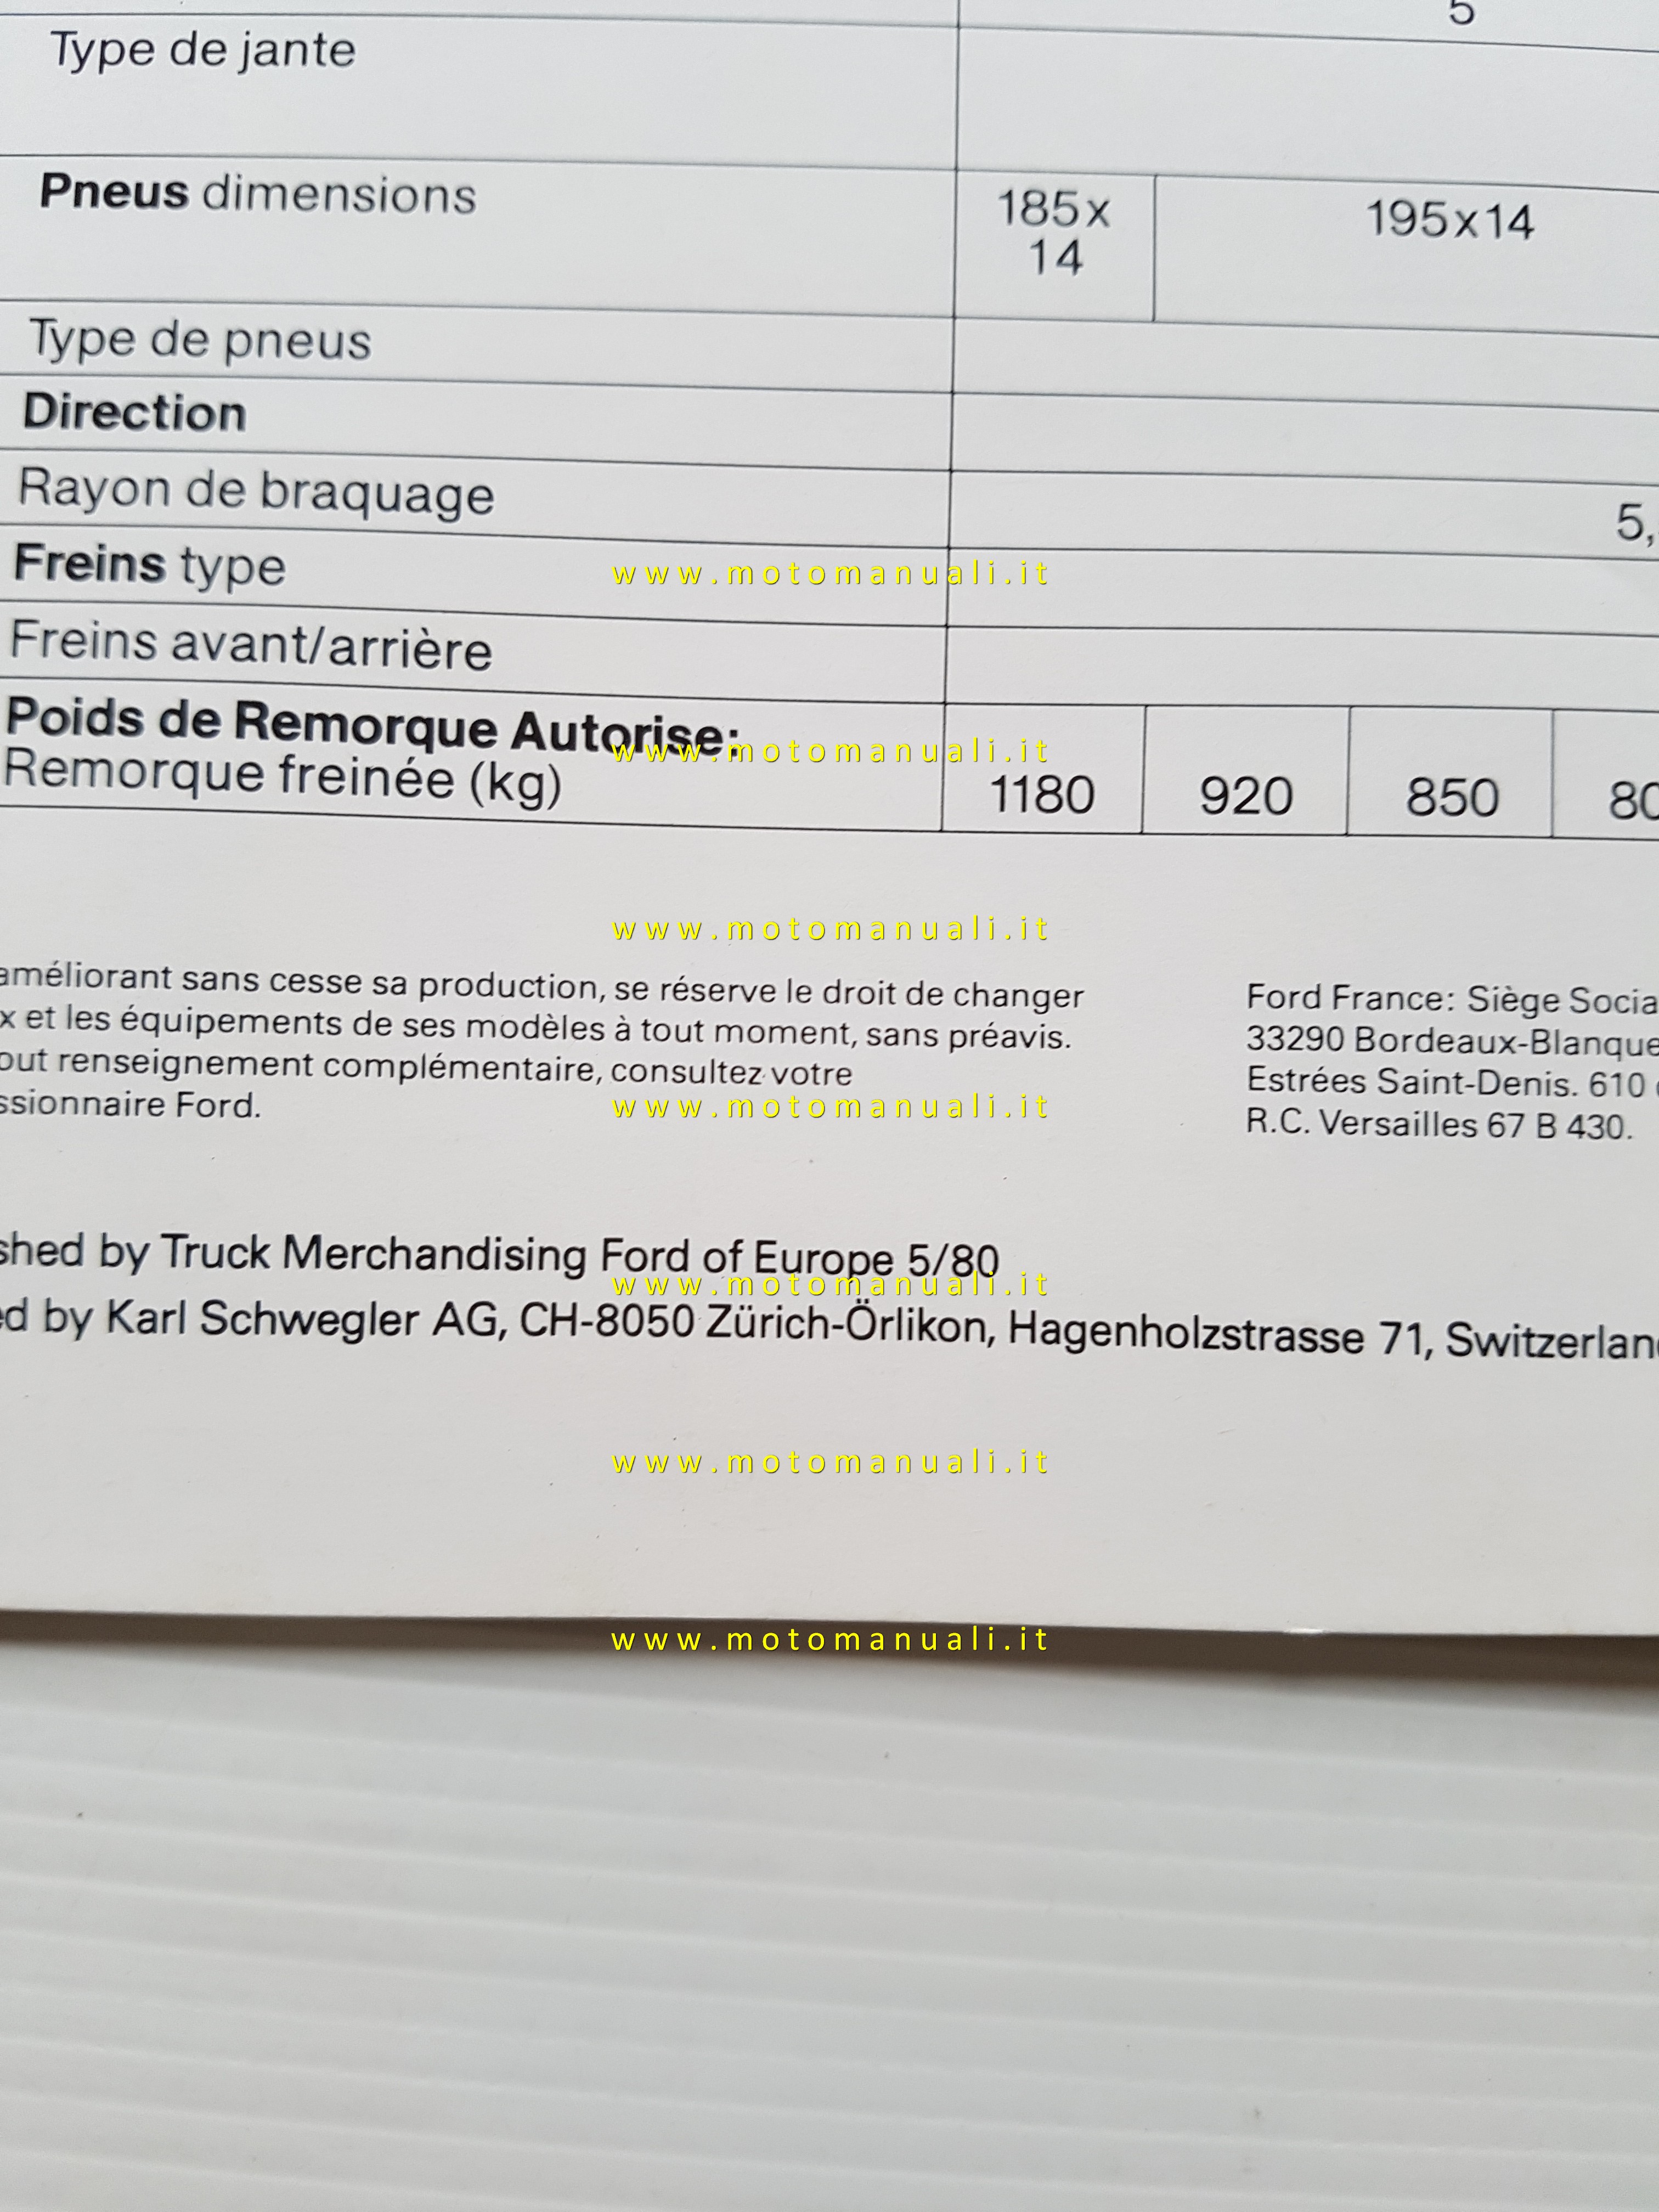 5
Type de jante
Pneus dimensions
185x
14
195x14
Type de pneus
Direction
Rayon de braquage
5,
Freins type
www.motomanuali.it
Freins avant/arrière
Poids de Remorque Autorise:
www.motomanuali.it
Remorque freinée (kg)
1180 920 850 80
www.motomanuali.it
améliorant sans cesse sa production, se réserve le droit de changer
x et les équipements de ses modèles à tout moment, sans préavis.
out renseignement complémentaire, consultez votre
ssionnaire Ford.
www.motomanuali.it
Ford France: Siège Socia
33290 Bordeaux-Blanque
Estrées Saint-Denis. 610
R.C. Versailles 67 B 430.
shed by Truck Merchandising Ford of Europe 5/80
www.motomanuali.it
ed by Karl Schwegler AG, CH-8050 Zürich-Örlikon, Hagenholzstrasse 71, Switzerlan
www.motomanuali.it
www.motomanuali.it